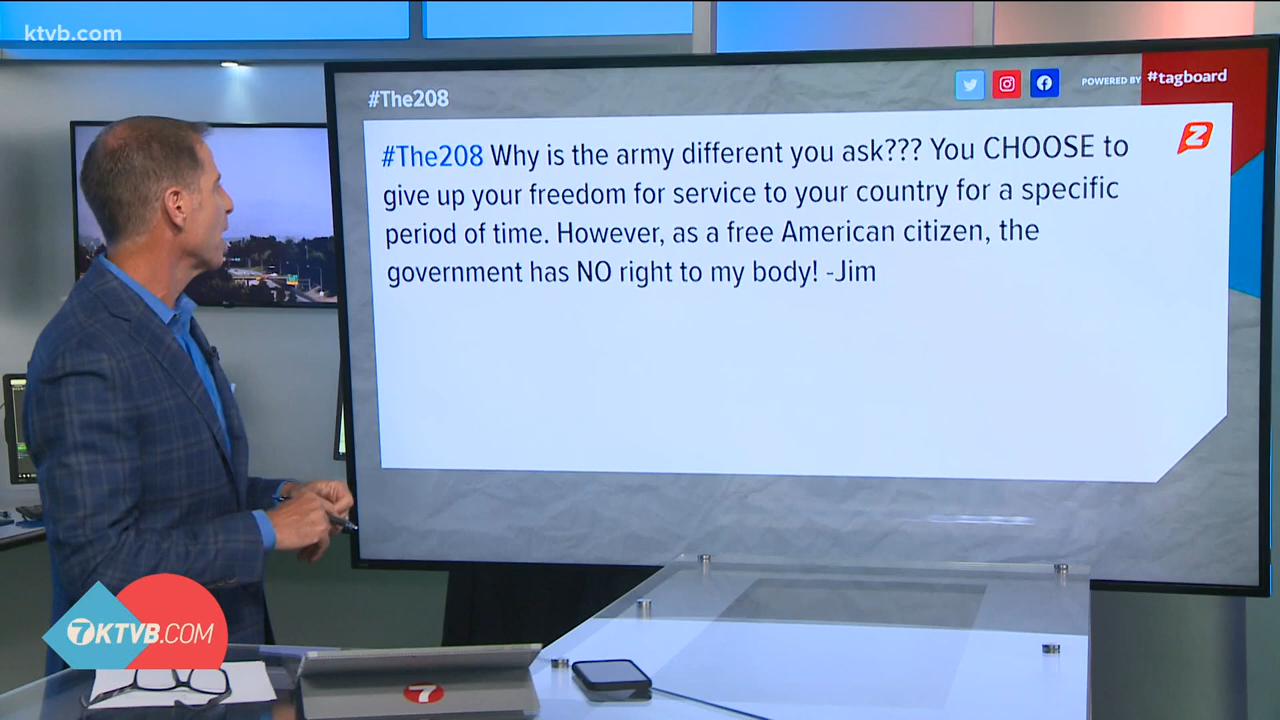 ktvb.com
#The208
POWERED BY #tagboard
#The208 Why is the army different you ask??? You CHOOSE to
give up your freedom for service to your country for a specific
period of time. However, as a free American citizen, the
government has NO right to my body! -Jim
7KTVB.COM
7